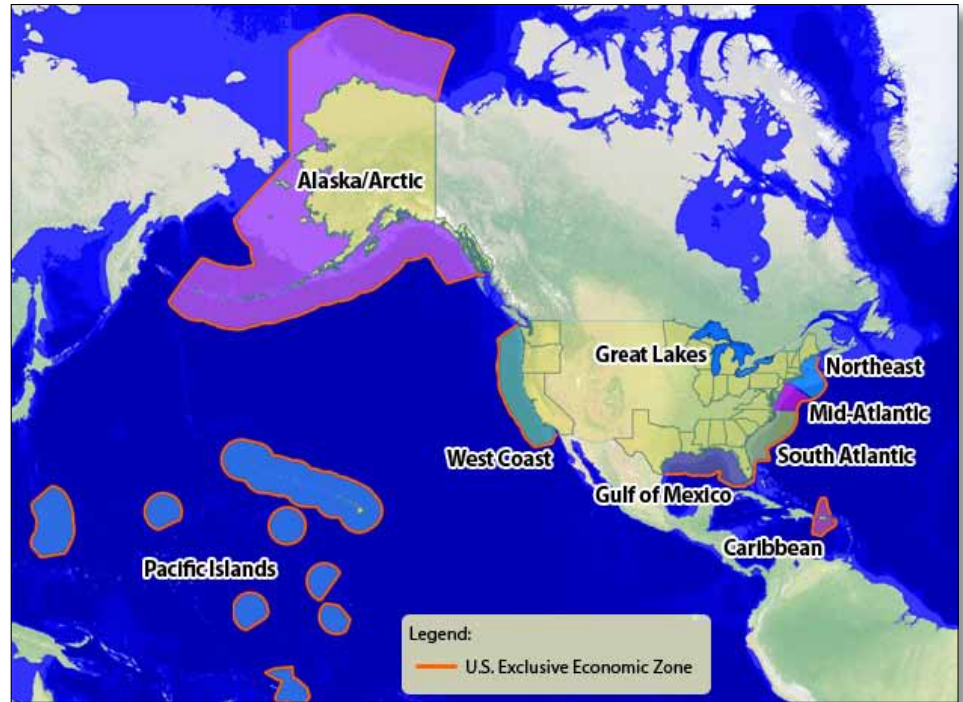 Alaska/Arctic
Great Lakes
Northeast
Mid-Atlantic
West Coast
South Atlantic
Gulf of Mexico
Caribbean
Pacific Islands
Legend:
U.S. Exclusive Economic Zone